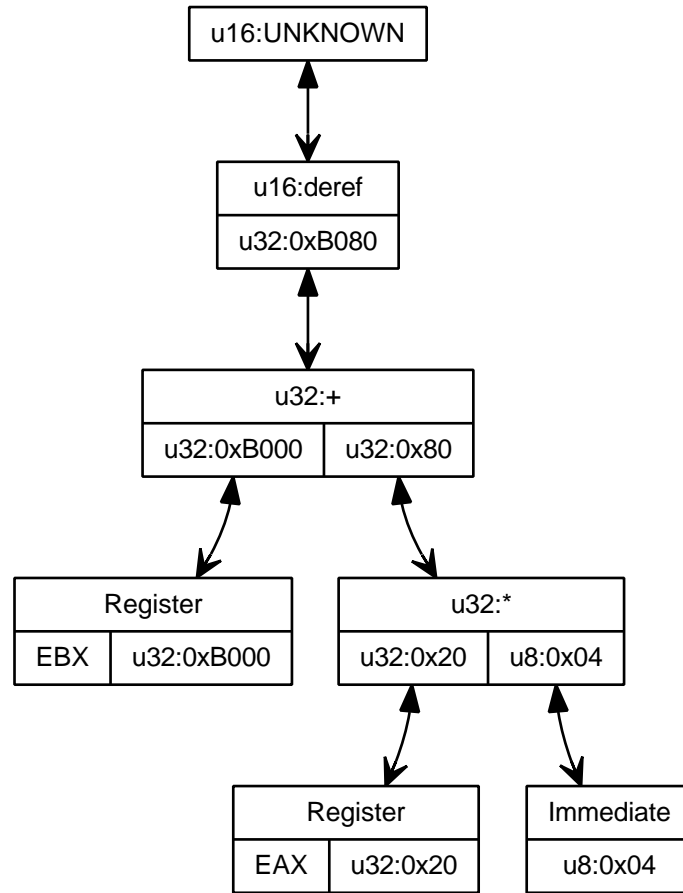 u16:UNKNOWN
u16:deref
u32:0xB080
u32:+
u32:0xB000 u32:0x80
Register
EBX u32:0xB000
u32:*
u32:0x20 u8:0x04
Register
EAX u32:0x20
Immediate
u8:0x04